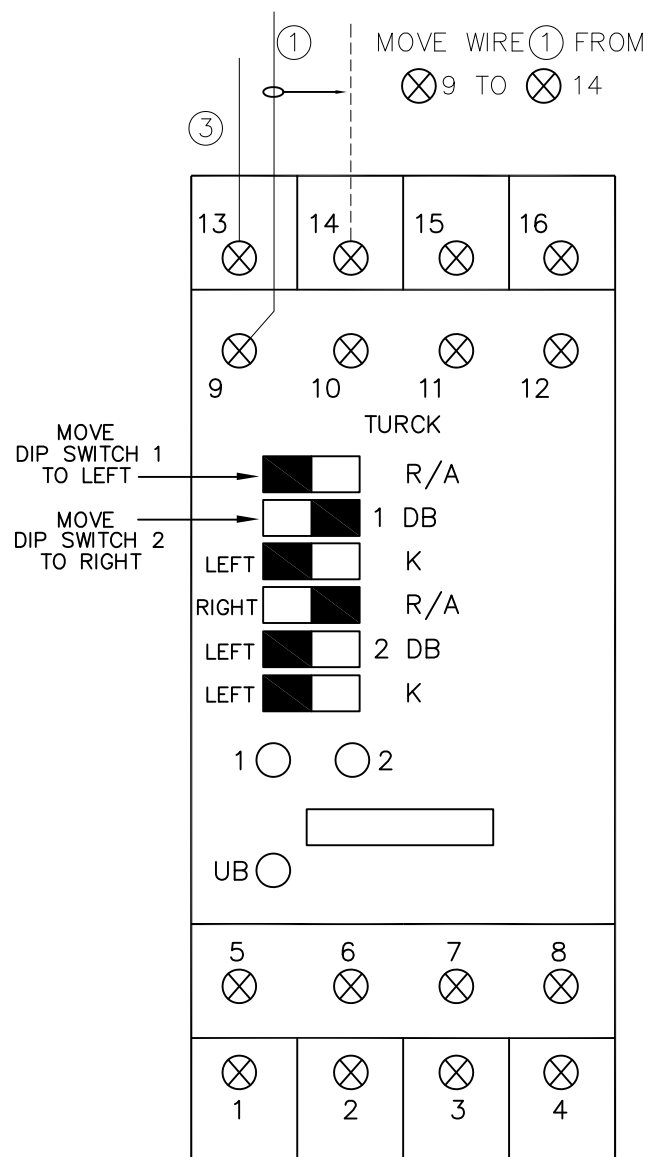 ① MOVE WIRE ① FROM
9 TO 14
③
13 14 15 16
9 10 11 12
TURCK
MOVE
DIP SWITCH 1
TO LEFT
R/A
MOVE
DIP SWITCH 2
TO RIGHT
1 DB
LEFT K
RIGHT R/A
LEFT 2 DB
LEFT K
1 2
UB
5 6 7 8
1 2 3 4